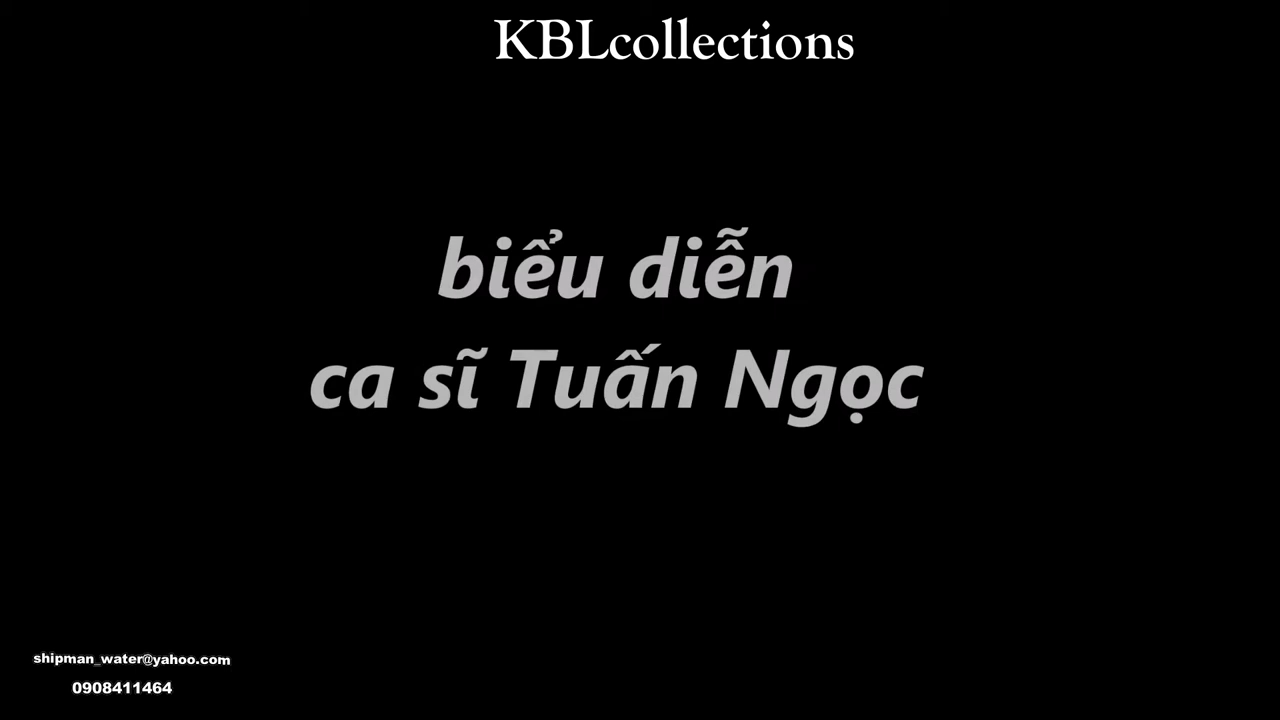 KBLcollections
biểu diễn
ca sĩ Tuấn Ngọc
shipman_water@yahoo.com
0908411464